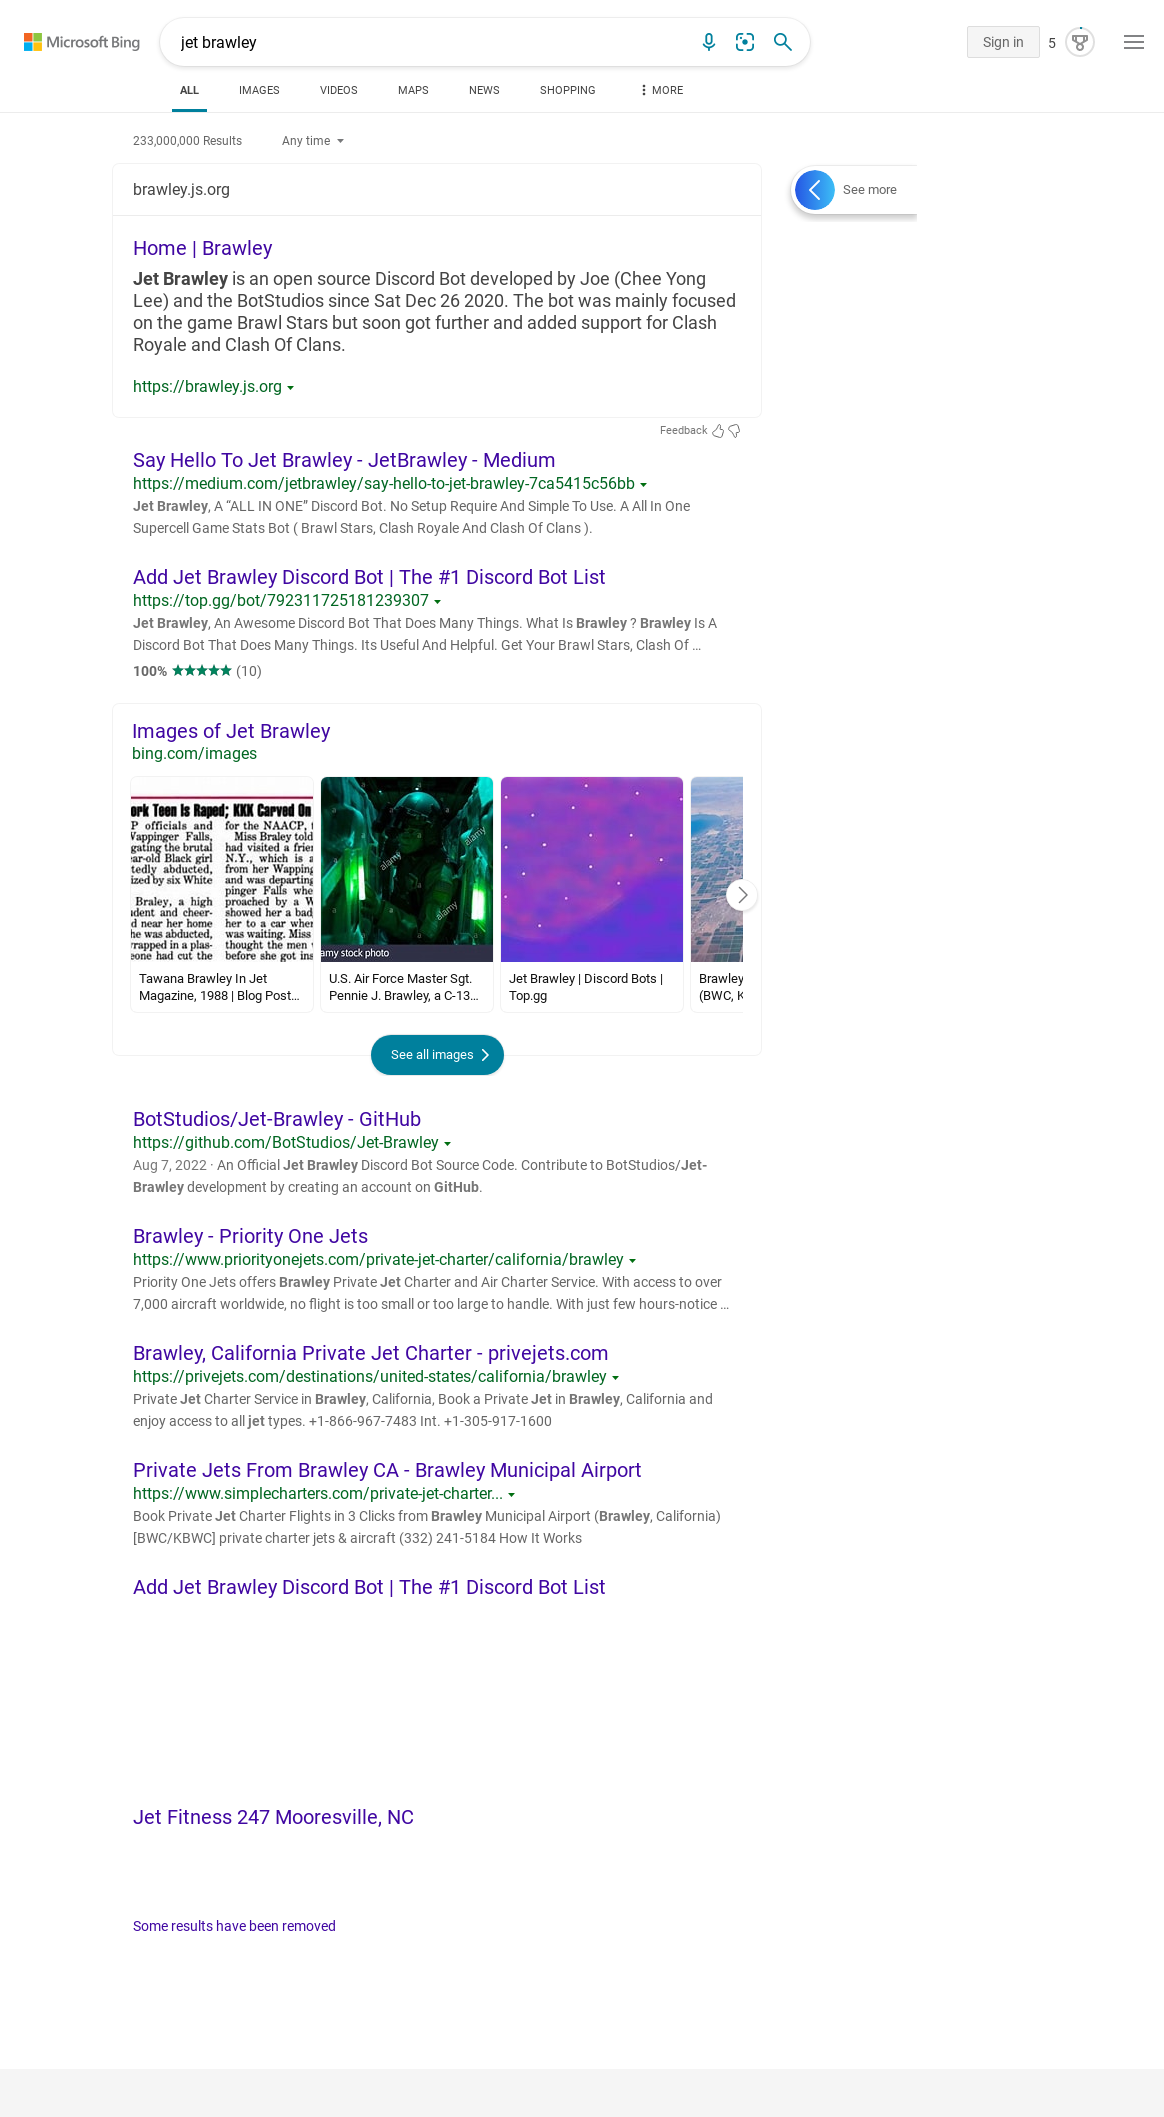 Microsoft Bing
jet brawley
Sign in
5
ALL
IMAGES
VIDEOS
MAPS
NEWS
SHOPPING
MORE
233,000,000 Results
Any time
See more
brawley.js.org
Home | Brawley
Jet Brawley is an open source Discord Bot developed by Joe (Chee Yong
Lee) and the BotStudios since Sat Dec 26 2020. The bot was mainly focused
on the game Brawl Stars but soon got further and added support for Clash
Royale and Clash Of Clans.
https://brawley.js.org
Feedback
Say Hello To Jet Brawley - JetBrawley - Medium
https://medium.com/jetbrawley/say-hello-to-jet-brawley-7ca5415c56bb
Jet Brawley, A “ALL IN ONE” Discord Bot. No Setup Require And Simple To Use. A All In One
Supercell Game Stats Bot ( Brawl Stars, Clash Royale And Clash Of Clans ).
Add Jet Brawley Discord Bot | The #1 Discord Bot List
https://top.gg/bot/792311725181239307
Jet Brawley, An Awesome Discord Bot That Does Many Things. What Is Brawley ? Brawley Is A
Discord Bot That Does Many Things. Its Useful And Helpful. Get Your Brawl Stars, Clash Of ...
100% (10)
Images of Jet Brawley
bing.com/images
ork Teen Is Raped; KKK Carved On
P officials and
Wappinger Falls,
gating the brutal
ear-old Black girl
tedly abducted,
ized by six White
Braley, a high
dent and cheer-
d near her home
he was abducted,
wrapped in a plas-
eone had cut the
for the NAACP,
Miss Braley told
had visited a frie
N.Y., which is a
from her Wapping
and was departing
pinger Falls whe
proached by a W
showed her a bad
her to a car wher
was waiting. Miss
thought the men
before she got ins
alamy
alamy
alamy
amy stock photo
Tawana Brawley In Jet
Magazine, 1988 | Blog Post...
U.S. Air Force Master Sgt.
Pennie J. Brawley, a C-13...
Jet Brawley | Discord Bots |
Top.gg
Brawley
(BWC, K
See all images
BotStudios/Jet-Brawley - GitHub
https://github.com/BotStudios/Jet-Brawley
Aug 7, 2022 · An Official Jet Brawley Discord Bot Source Code. Contribute to BotStudios/Jet-
Brawley development by creating an account on GitHub.
Brawley - Priority One Jets
https://www.priorityonejets.com/private-jet-charter/california/brawley
Priority One Jets offers Brawley Private Jet Charter and Air Charter Service. With access to over
7,000 aircraft worldwide, no flight is too small or too large to handle. With just few hours-notice ...
Brawley, California Private Jet Charter - privejets.com
https://privejets.com/destinations/united-states/california/brawley
Private Jet Charter Service in Brawley, California, Book a Private Jet in Brawley, California and
enjoy access to all jet types. +1-866-967-7483 Int. +1-305-917-1600
Private Jets From Brawley CA - Brawley Municipal Airport
https://www.simplecharters.com/private-jet-charter...
Book Private Jet Charter Flights in 3 Clicks from Brawley Municipal Airport (Brawley, California)
[BWC/KBWC] private charter jets & aircraft (332) 241-5184 How It Works
Add Jet Brawley Discord Bot | The #1 Discord Bot List
Jet Fitness 247 Mooresville, NC
Some results have been removed